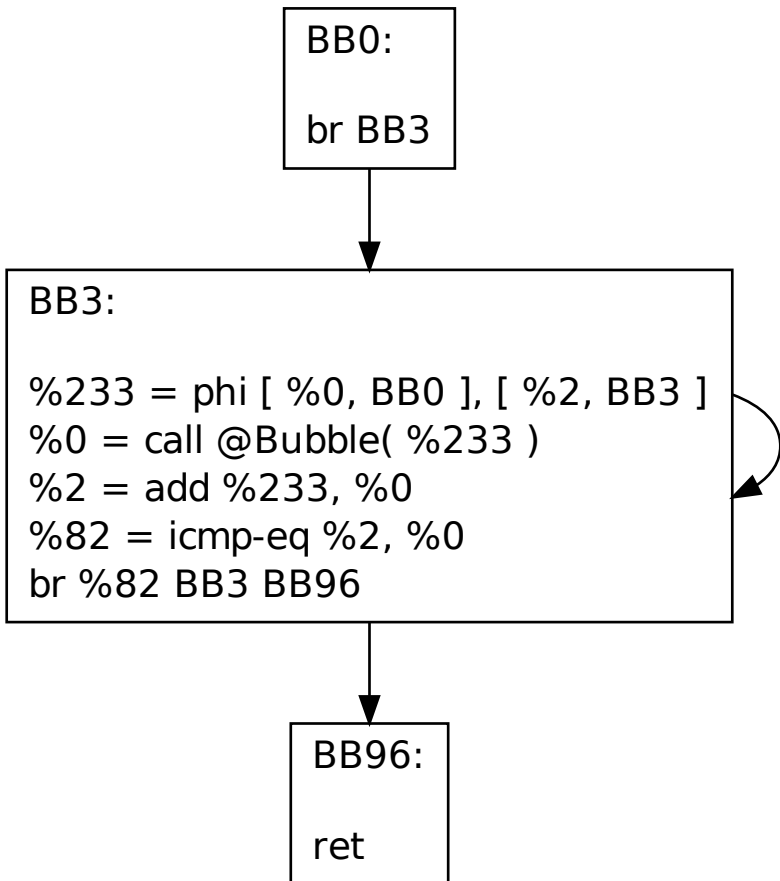 BB0:
br BB3
BB3:
%233 = phi [ %0, BB0 ], [ %2, BB3 ]
%0 = call @Bubble( %233 )
%2 = add %233, %0
%82 = icmp-eq %2, %0
br %82 BB3 BB96
BB96:
ret